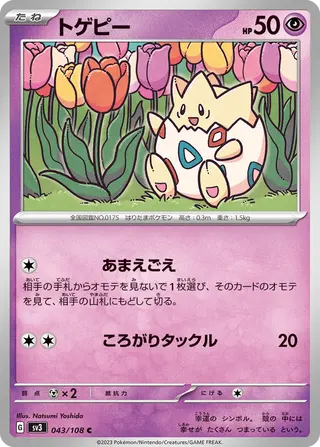 たね
トゲピー
HP50
全国図鑑NO.0175 はりたまポケモン 高さ:0.3m 重さ:1.5kg
あまえごえ
相手の手札からオモテを見ないで1枚選び、そのカードのオモテ
を見て、相手の山札にもどして切る。
ころがりタックル 20
弱点 ×2 抵抗力 にげる
Illus. Natsumi Yoshida
G sv3 043/108 C
幸運の シンボル。 カラの 中には
幸せが たくさん つまって いるという。
©2023 Pokémon/Nintendo/Creatures/GAME FREAK.